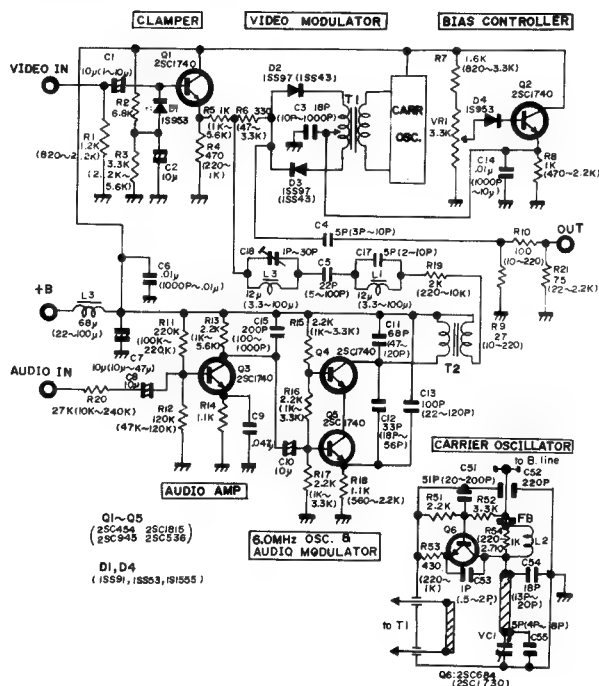 CLAMPER
VIDEO MODULATOR
BIAS CONTROLLER
VIDEO IN
C1
10μ(1~10μ)
Q1
2SC1740
R1
1.2K
(820~2.2K)
R2
6.8K
1S953
R3
3.3K
(2.2K~
5.6K)
C2
10μ
R5 1K
(1K~
5.6K)
R4
470
(220~
1K)
R6 330
(47~
3.3K)
D2
1SS97 (1SS43)
C3 18P
(10P~1000P)
T1
D3
1SS97
(1SS43)
CARR
OSC.
R7
1.6K
(820~3.3K)
VR1
3.3K
D4
1S953
Q2
2SC1740
C14
.01μ
(1000P
~10μ)
R8
1K
(470~2.2K)
C4
5P(3P~10P)
R10
100
(10~220)
OUT
R21
75
(22~2.2K)
R9
27
(10~220)
C18
1P~30P
L3
12μ
(3.3~100μ)
C5
22P
(5~100P)
C17
5P(2~10P)
L1
12μ
(3.3~100μ)
R19
2K
(220~10K)
C6
.01μ
(1000P~.01μ)
+B
L3
68μ
(22~100μ)
C7
10μ(10μ~47μ)
R11
220K
(100K~
220K)
R13
2.2K
(1K~
5.6K)
C15
200P
(100~
1000P)
R15
2.2K
(1K~3.3K)
Q4
2SC1740
C11
68P
(47~
120P)
T2
AUDIO IN
R20
27K(10K~240K)
C8
10μ
R12
120K
(47K~120K)
Q3
2SC1740
R14
1.1K
C9
.047μ
R16
2.2K
(1K~
3.3K)
Q5
2SC1740
C10
10μ
R17
2.2K
(1K~
3.3K)
R18
1.1K
(560~2.2K)
C12
33P
(18P~
56P)
C13
100P
(22~120P)
AUDIO AMP
6.0MHz OSC. &
AUDIO MODULATOR
Q1~Q5
(2SC454 2SC1815
2SC945 2SC536)
D1, D4
(1SS91, 1SS53, 1S1555)
CARRIER OSCILLATOR
to B. line
C51
51P(20~200P)
C52
220P
R51
2.2K
R52
3.3K
FB
Q6
R54
1K
(220~
2.7K)
L2
R53
430
(220~
1K)
C53
1P
(.5~2P)
C54
18P
(13P~
20P)
to T1
5P(4P~8P)
VC1
C55
Q6:2SC684
(2SC1730)